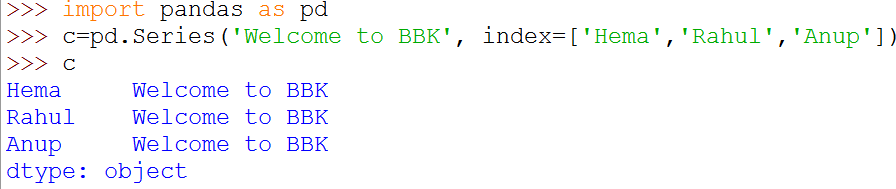 >>> import pandas as pd
>>> c=pd.Series('Welcome to BBK', index=['Hema','Rahul','Anup'])
>>> c
Hema     Welcome to BBK
Rahul    Welcome to BBK
Anup     Welcome to BBK
dtype: object